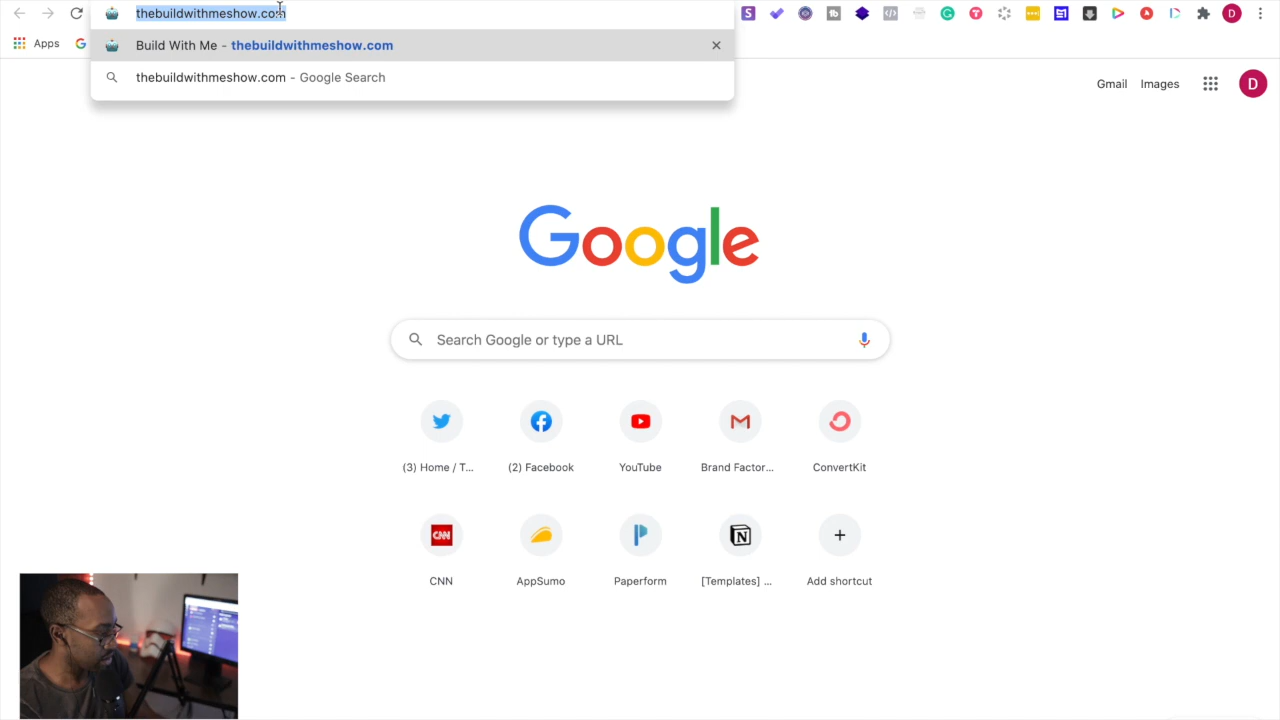 thebuildwithmeshow.com
Apps
Build With Me - thebuildwithmeshow.com
thebuildwithmeshow.com - Google Search
Gmail Images D
Google
Search Google or type a URL
(3) Home / T... (2) Facebook YouTube Brand Factor... ConvertKit
CNN
CNN AppSumo Paperform [Templates] ... Add shortcut